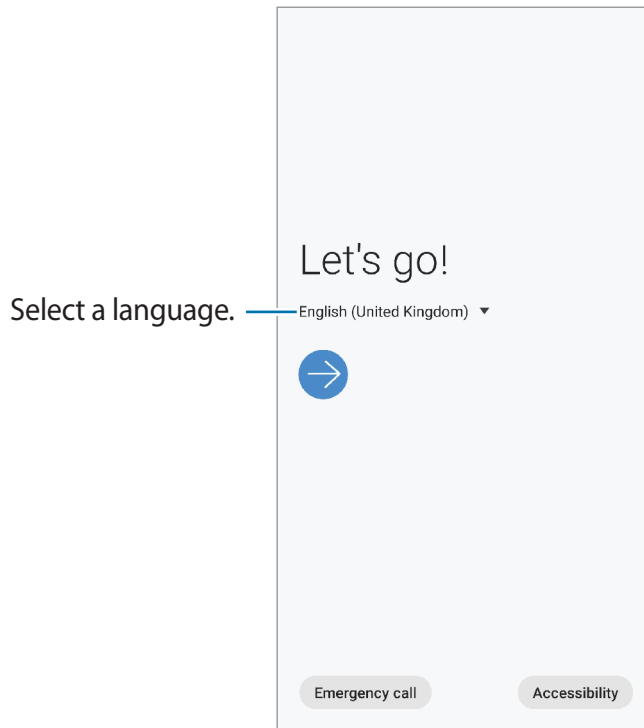 Let's go!
Select a language.
English (United Kingdom)
Emergency call
Accessibility